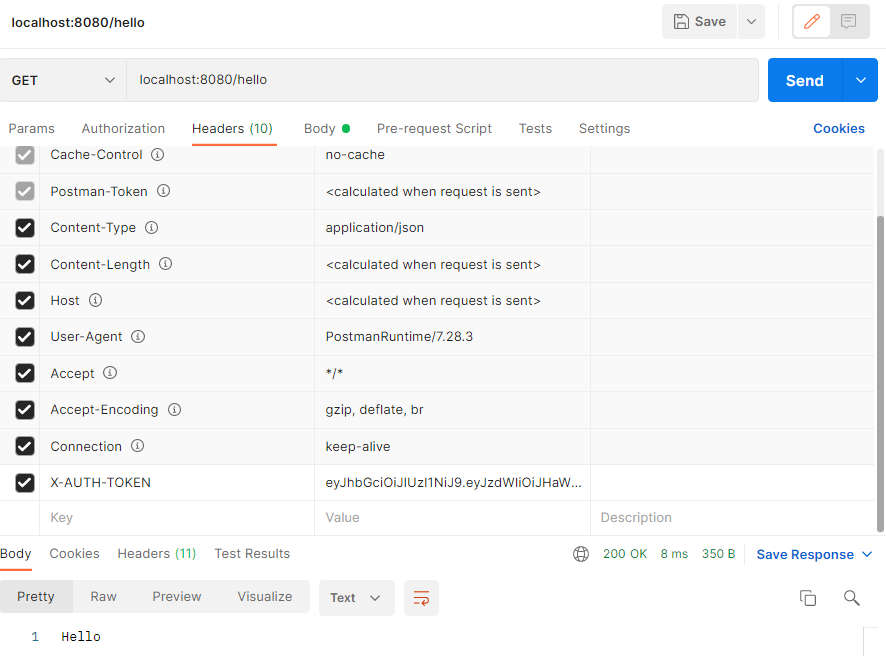 localhost:8080/hello
Save
GET localhost:8080/hello Send
Params Authorization Headers (10) Body Pre-request Script Tests Settings Cookies
Cache-Control no-cache
Postman-Token <calculated when request is sent>
Content-Type application/json
Content-Length <calculated when request is sent>
Host <calculated when request is sent>
User-Agent PostmanRuntime/7.28.3
Accept */*
Accept-Encoding gzip, deflate, br
Connection keep-alive
X-AUTH-TOKEN eyJhbGciOiJIUzI1NiJ9.eyJzdWIiOiJHaW...
Key Value Description
Body Cookies Headers (11) Test Results 200 OK 8 ms 350 B Save Response
Pretty Raw Preview Visualize Text
1 Hello